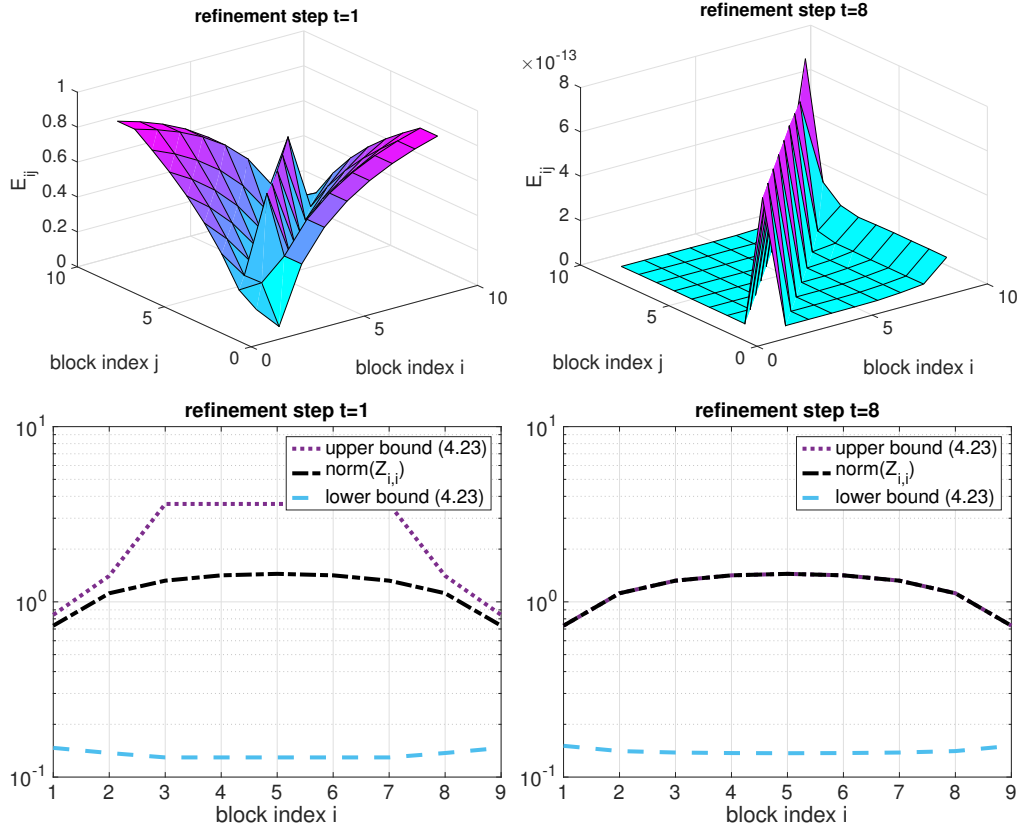 refinement step t=1
1
0.8
0.6
0.4
0.2
0
E_ij
10
5
0
block index j
0
5
10
block index i
refinement step t=8
×10^-13
8
6
4
2
0
E_ij
10
5
0
block index j
0
5
10
block index i
refinement step t=1
10^1
10^0
10^-1
upper bound (4.23)
norm(Z_i,i)
lower bound (4.23)
1 2 3 4 5 6 7 8 9
block index i
refinement step t=8
10^1
10^0
10^-1
upper bound (4.23)
norm(Z_i,i)
lower bound (4.23)
1 2 3 4 5 6 7 8 9
block index i